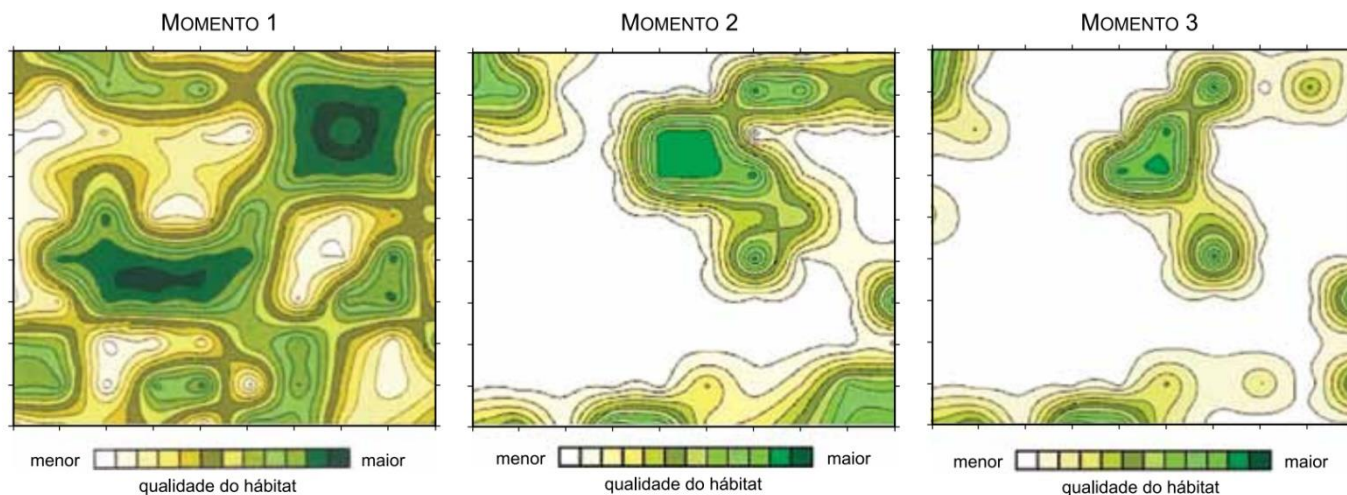 MOMENTO 1
MOMENTO 2
MOMENTO 3
menor maior
qualidade do hábitat
menor maior
qualidade do hábitat
menor maior
qualidade do hábitat